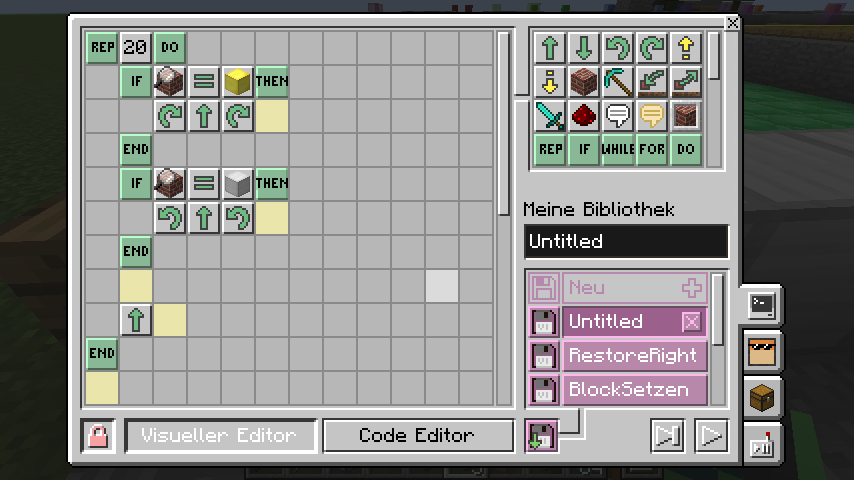 REP 20 DO
IF = THEN
END
IF = THEN
END
END
REP IF WHILE FOR DO
Meine Bibliothek
Untitled
Neu
Untitled
RestoreRight
BlockSetzen
Visueller Editor
Code Editor